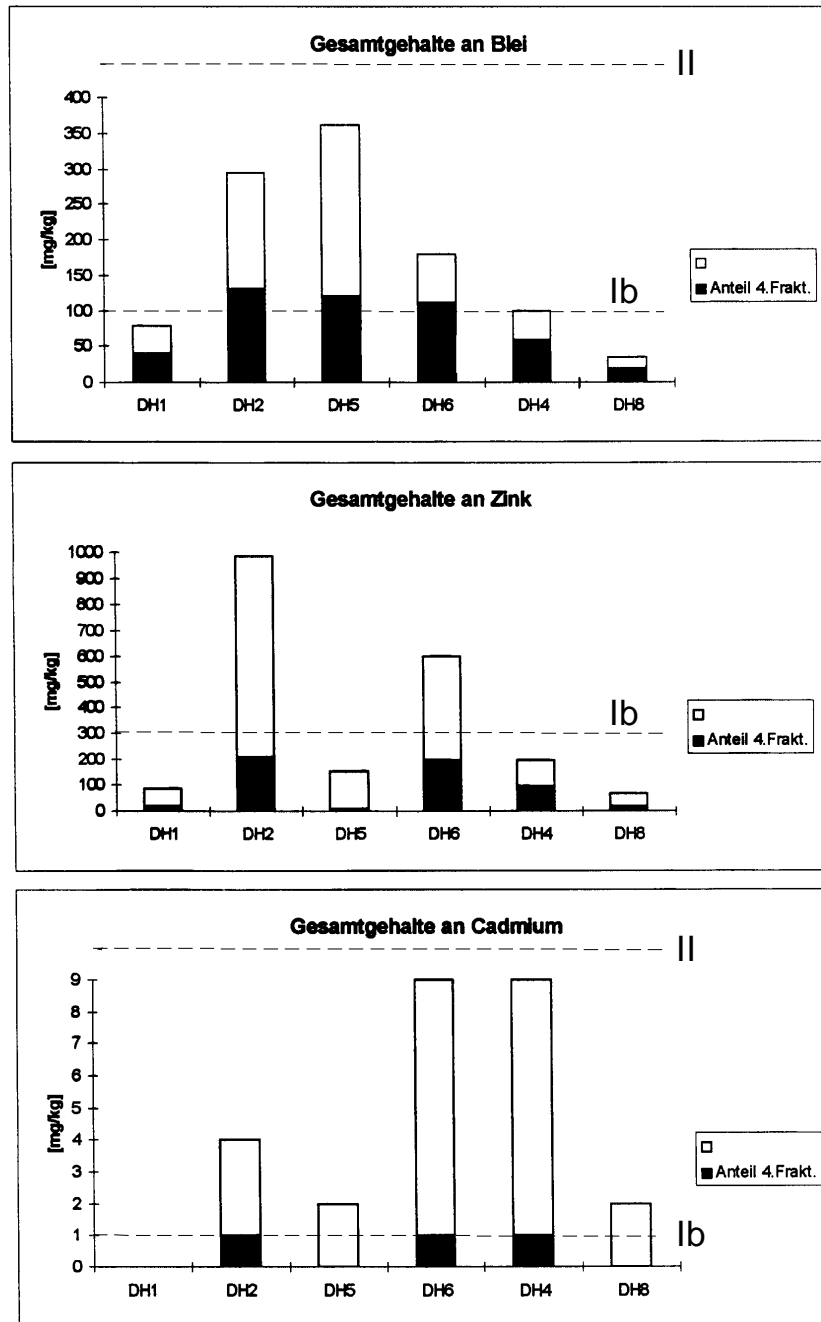 Gesamtgehalte an Blei
II
400
350
300
250
200
150
100
50
0
[mg/kg]
Ib
Anteil 4.Frakt.
DH1 DH2 DH5 DH6 DH4 DH8
Gesamtgehalte an Zink
1000
900
800
700
600
500
400
300
200
100
0
[mg/kg]
Ib
Anteil 4.Frakt.
DH1 DH2 DH5 DH6 DH4 DH8
Gesamtgehalte an Cadmium
II
9
8
7
6
5
4
3
2
1
0
[mg/kg]
Anteil 4.Frakt.
Ib
DH1 DH2 DH5 DH6 DH4 DH8